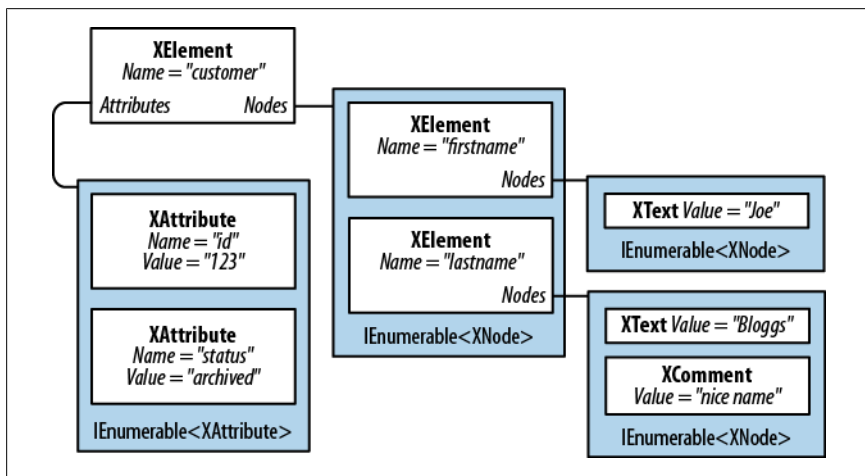 XElement
Name = "customer"
Attributes Nodes
XAttribute
Name = "id"
Value = "123"
XAttribute
Name = "status"
Value = "archived"
IEnumerable<XAttribute>
XElement
Name = "firstname"
Nodes
XElement
Name = "lastname"
Nodes
IEnumerable<XNode>
XText Value = "Joe"
IEnumerable<XNode>
XText Value = "Bloggs"
XComment
Value = "nice name"
IEnumerable<XNode>